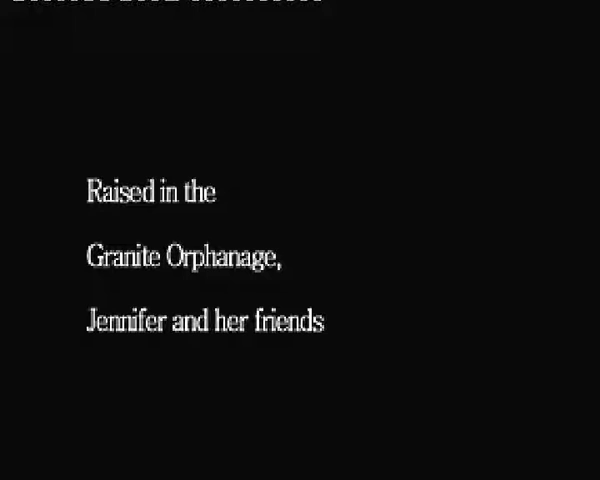 Raised in the
Granite Orphanage,
Jennifer and her friends